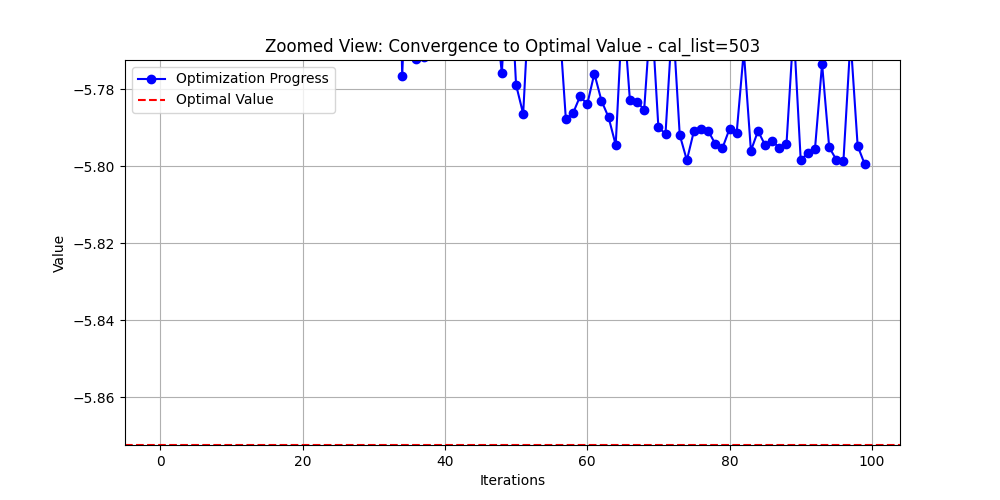 Zoomed View: Convergence to Optimal Value - cal_list=503
Optimization Progress
Optimal Value
−5.78
−5.80
−5.82
−5.84
−5.86
Value
0 20 40 60 80 100
Iterations